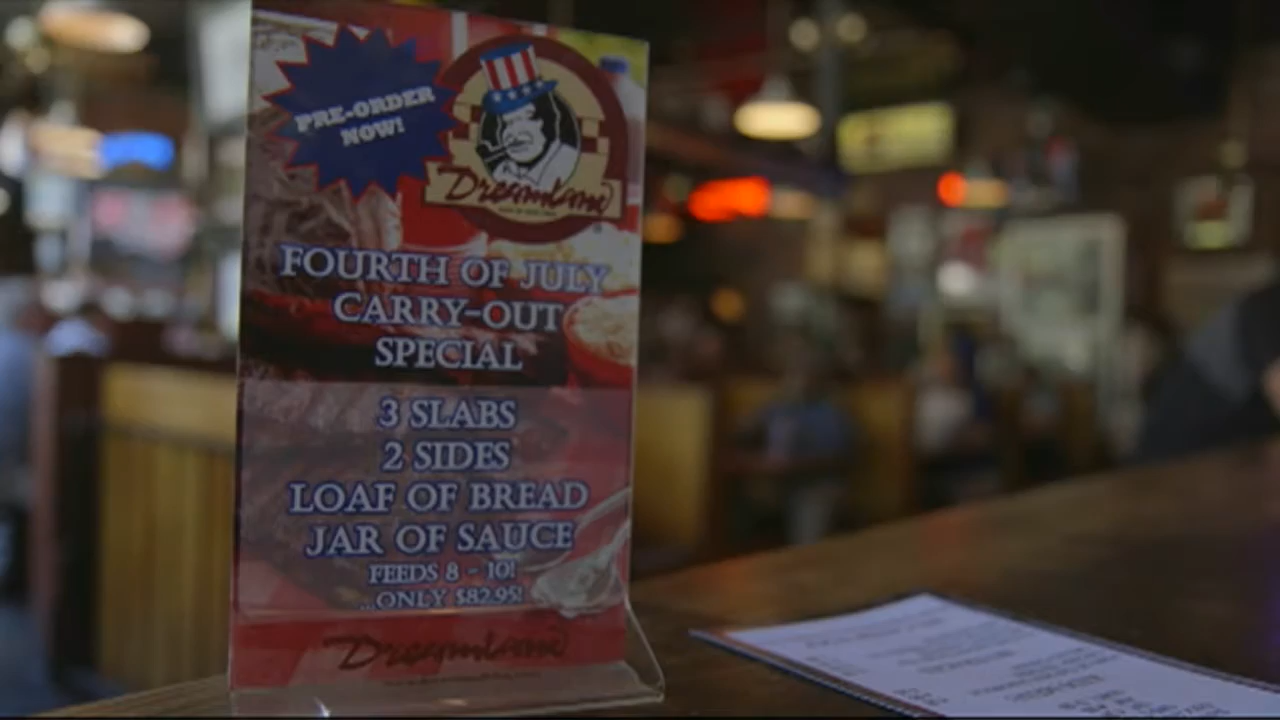 PRE-ORDER
NOW!
Dreamland
FOURTH OF JULY
CARRY-OUT
SPECIAL
3 SLABS
2 SIDES
LOAF OF BREAD
JAR OF SAUCE
FEEDS 8 - 10!
...ONLY $82.95!
Dreamland